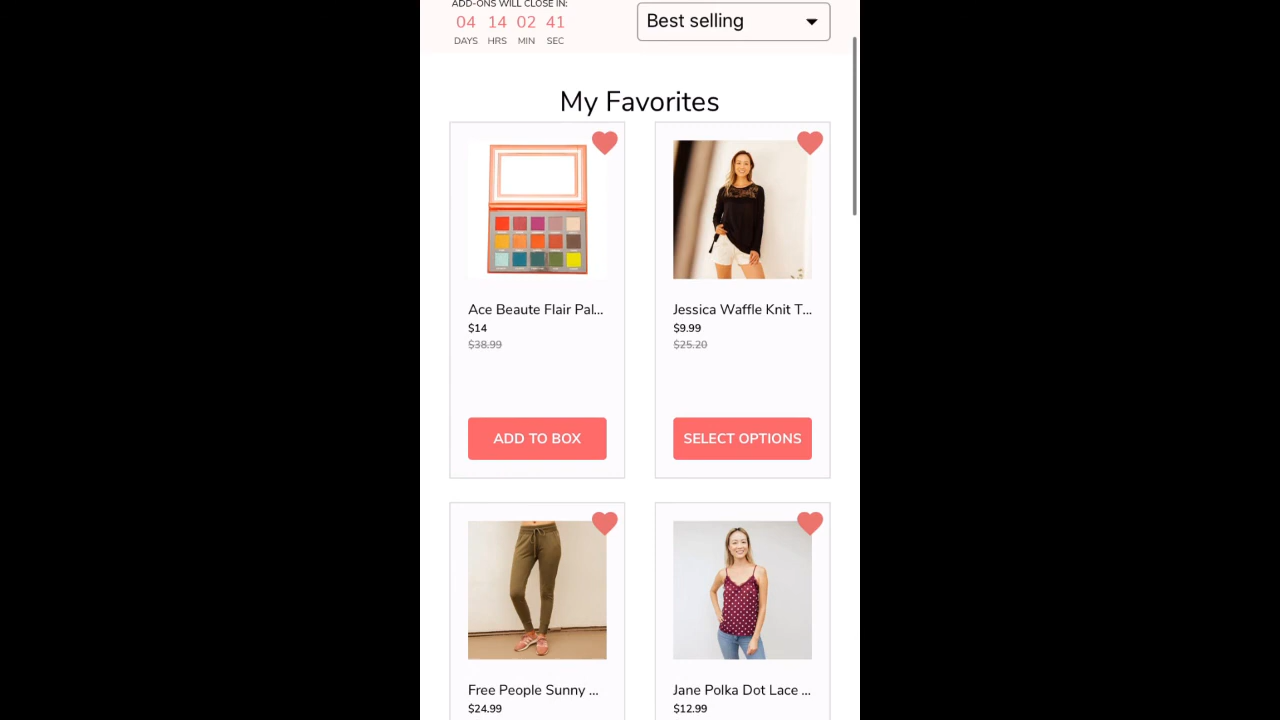 ADD-ONS WILL CLOSE IN:
04 14 02 41
DAYS HRS MIN SEC
Best selling
My Favorites
Ace Beaute Flair Pal...
$14
$38.99
ADD TO BOX
Jessica Waffle Knit T...
$9.99
$25.20
SELECT OPTIONS
Free People Sunny ...
$24.99
Jane Polka Dot Lace ...
$12.99